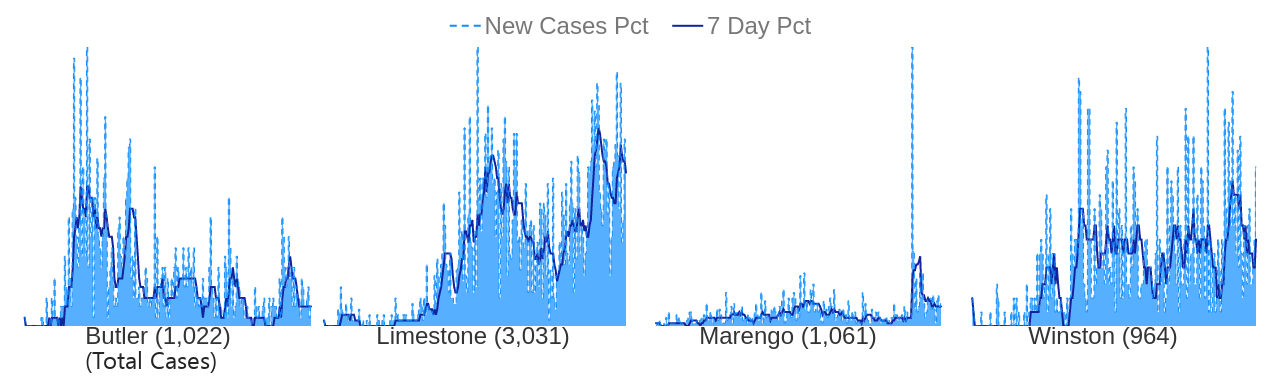 New Cases Pct 7 Day Pct
Butler (1,022) Limestone (3,031) Marengo (1,061) Winston (964)
(Total Cases)